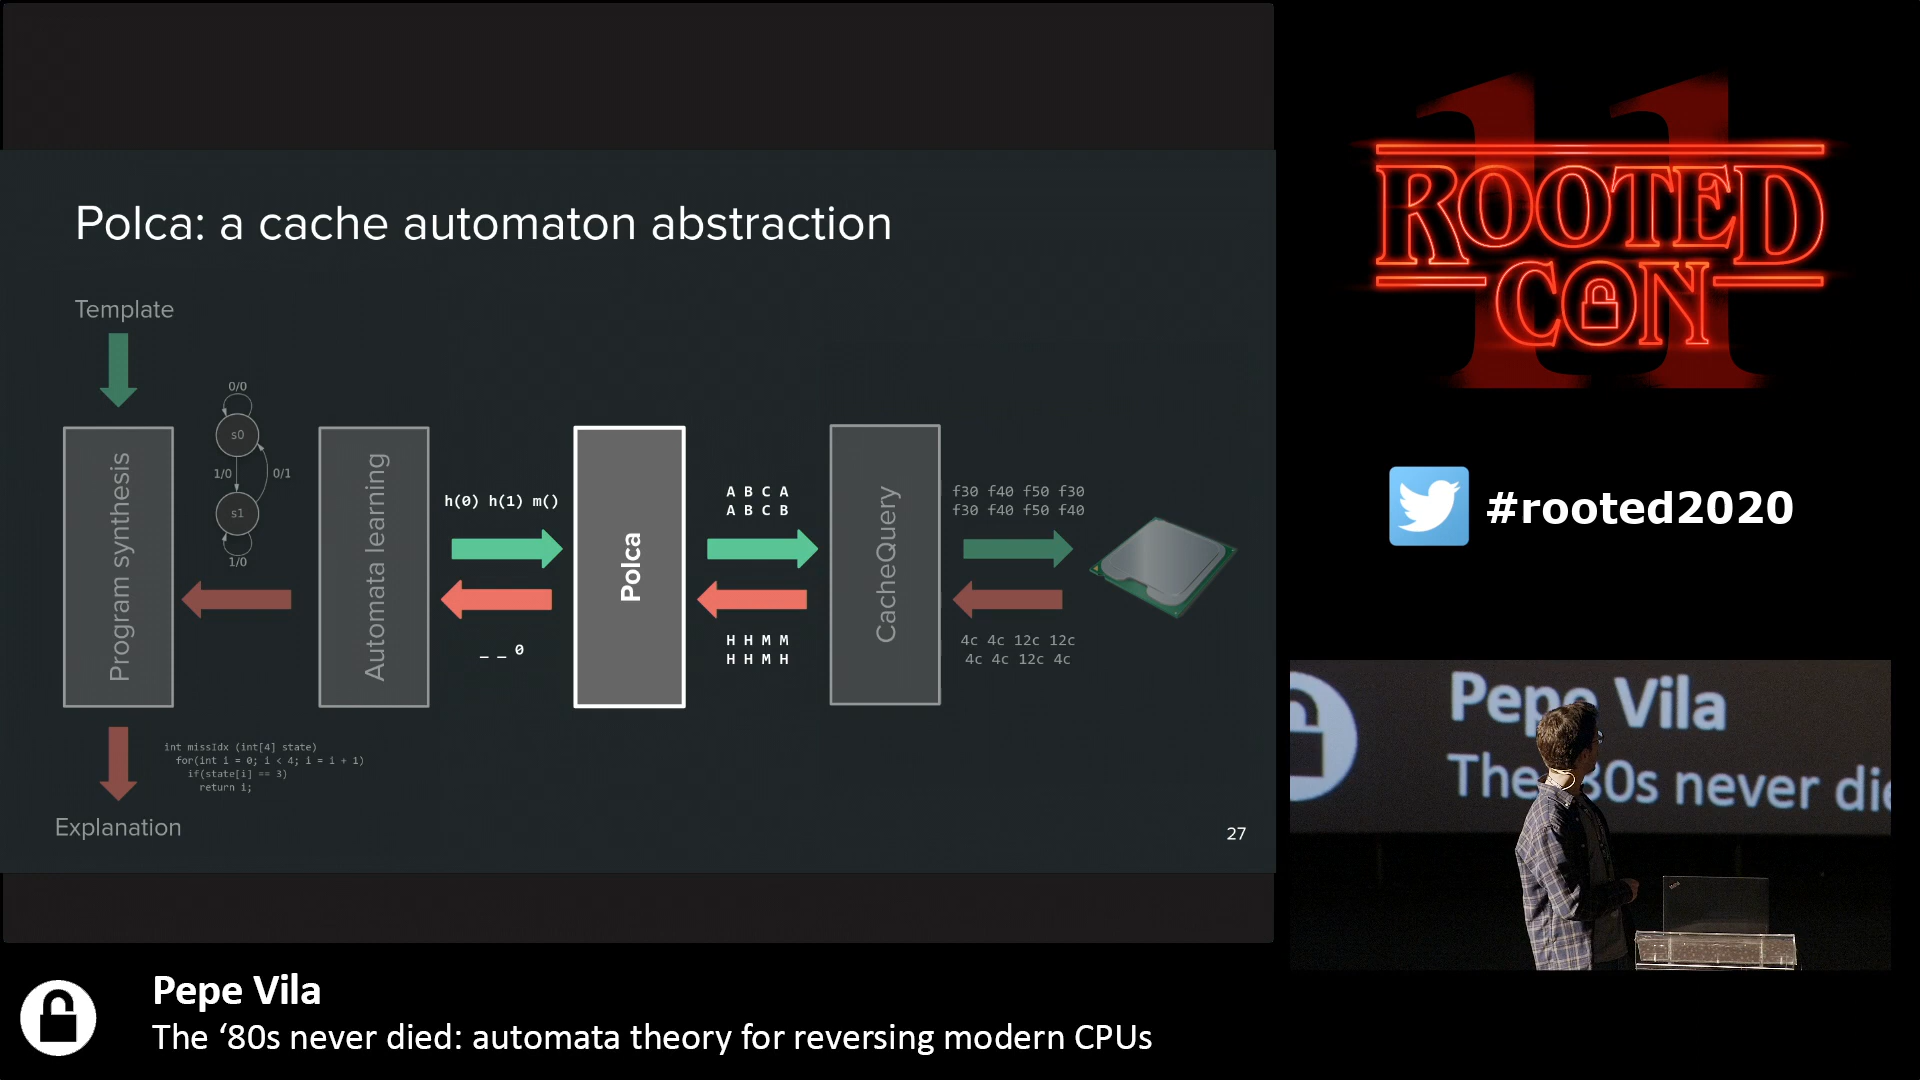 Polca: a cache automaton abstraction
Template
0/0
s0
1/0
0/1
s1
1/0
Program synthesis
Automata learning
h(0) h(1) m()
_ _ 0
Polca
A B C A
A B C B
H H M M
H H M H
CacheQuery
f30 f40 f50 f30
f30 f40 f50 f40
4c 4c 12c 12c
4c 4c 12c 4c
int missIdx (int[4] state)
for(int i = 0; i < 4; i = i + 1)
if(state[i] == 3)
return i;
Explanation
27
11
ROOTED
CON
#rooted2020
Pepe Vila
The '80s never die
Pepe Vila
The ‘80s never died: automata theory for reversing modern CPUs